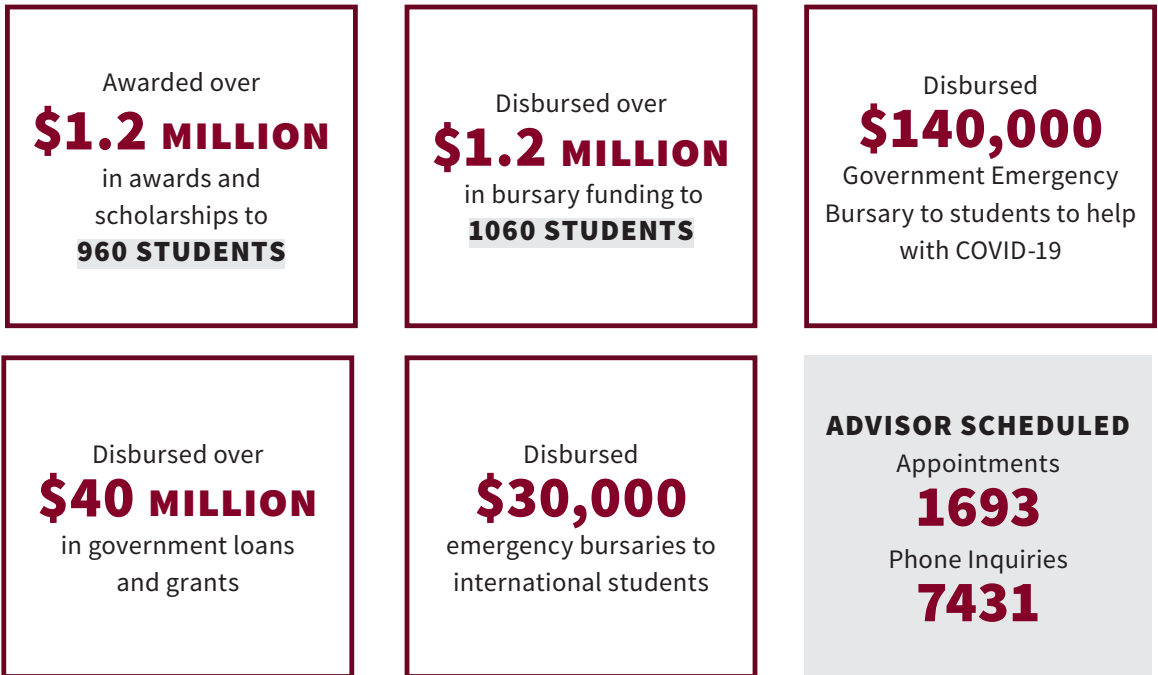 Awarded over
$1.2 MILLION
in awards and
scholarships to
960 STUDENTS
Disbursed over
$1.2 MILLION
in bursary funding to
1060 STUDENTS
Disbursed
$140,000
Government Emergency
Bursary to students to help
with COVID-19
Disbursed over
$40 MILLION
in government loans
and grants
Disbursed
$30,000
emergency bursaries to
international students
ADVISOR SCHEDULED
Appointments
1693
Phone Inquiries
7431